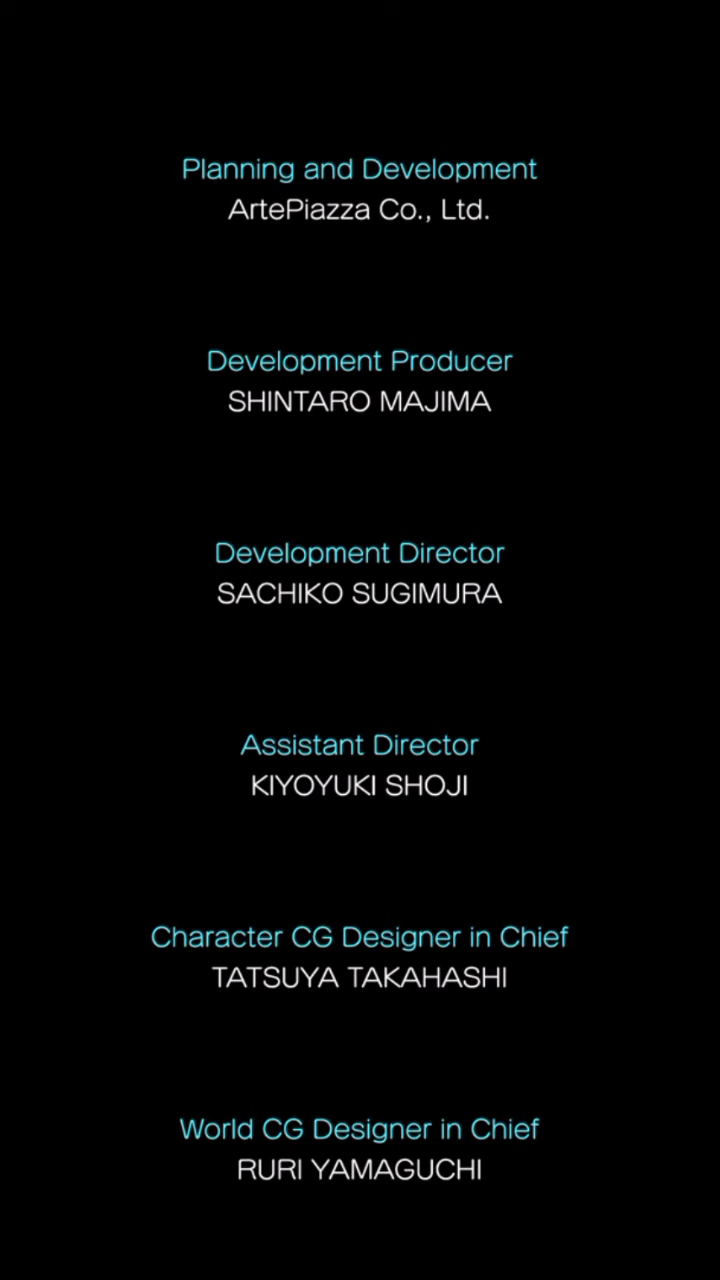 Planning and Development
ArtePiazza Co., Ltd.
Development Producer
SHINTARO MAJIMA
Development Director
SACHIKO SUGIMURA
Assistant Director
KIYOYUKI SHOJI
Character CG Designer in Chief
TATSUYA TAKAHASHI
World CG Designer in Chief
RURI YAMAGUCHI